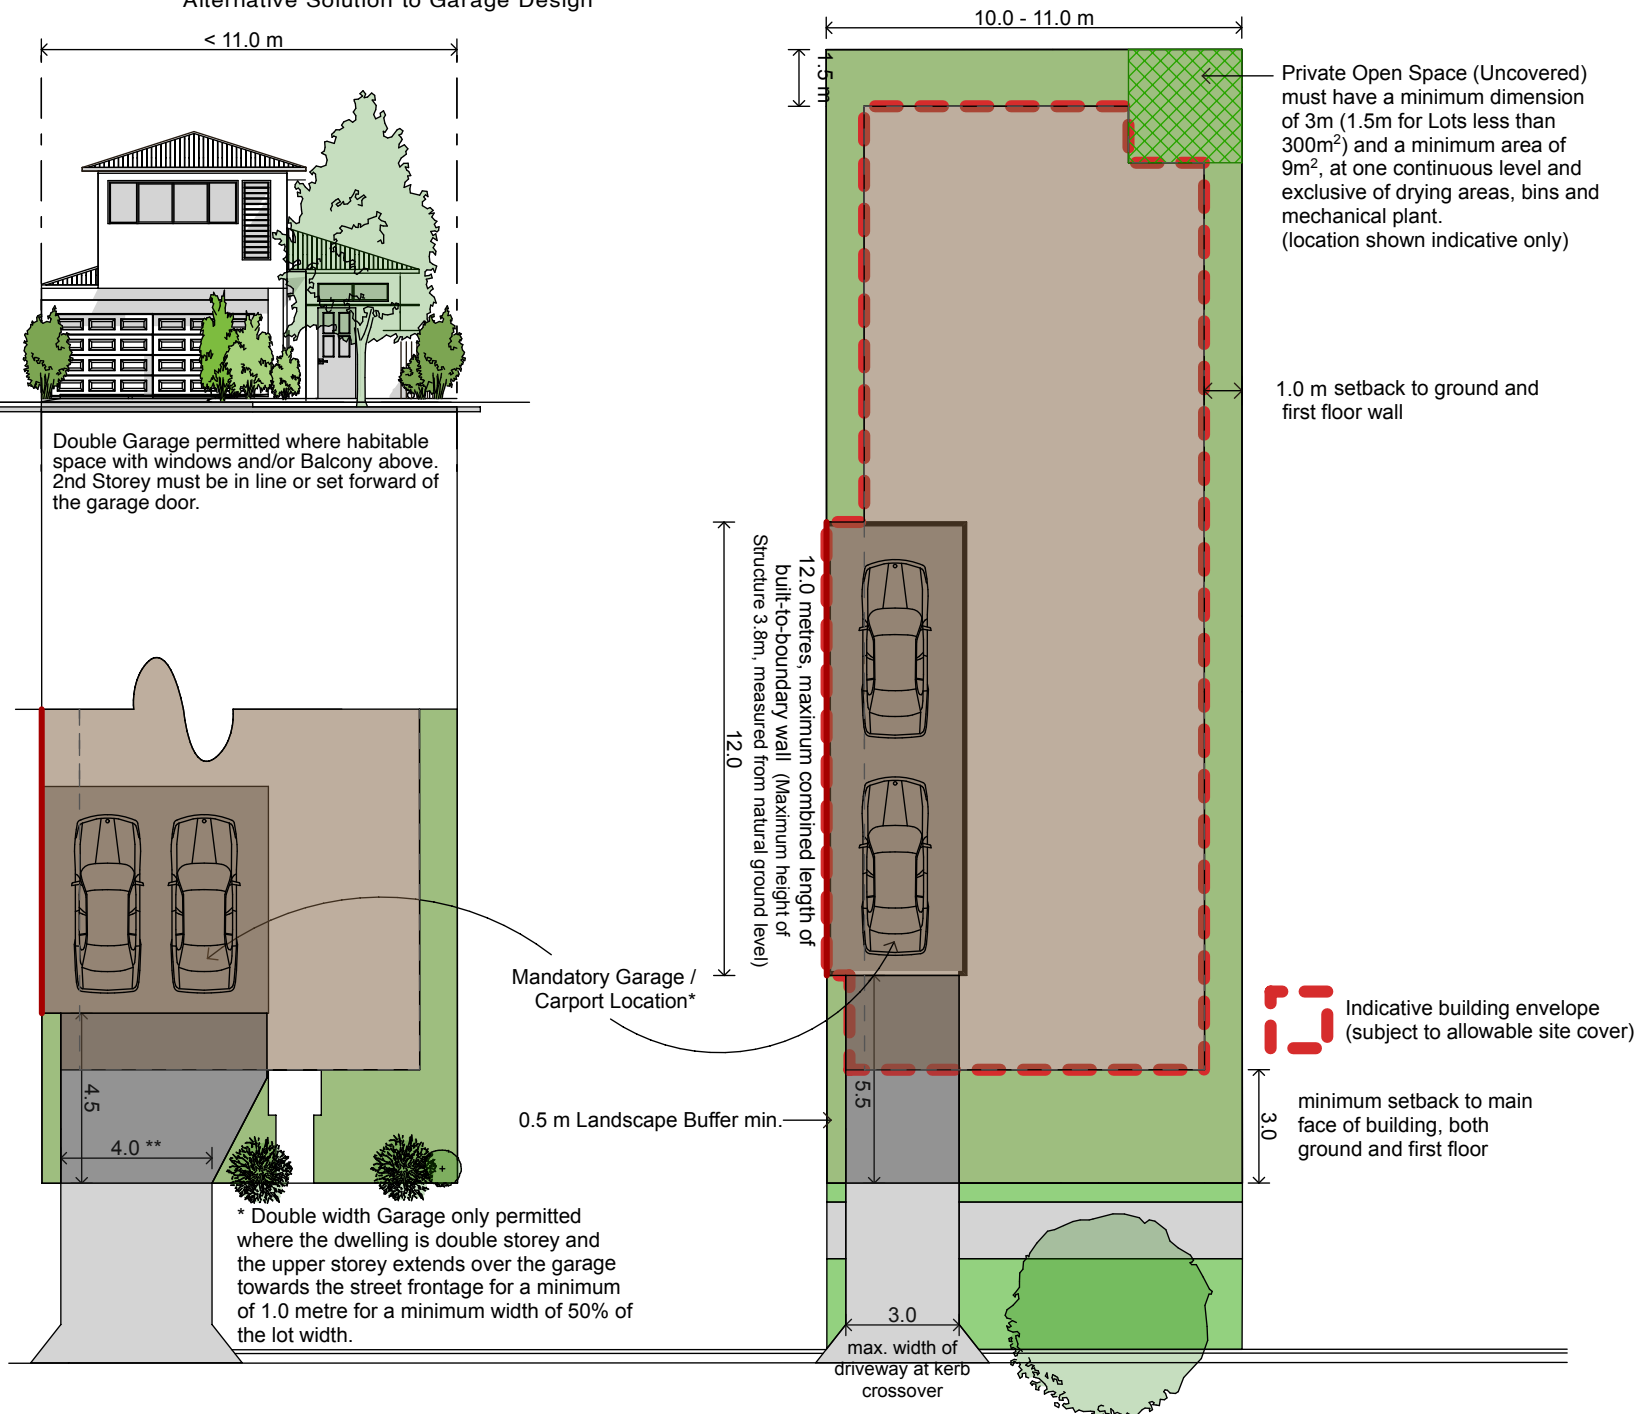 Alternative Solution to Garage Design
< 11.0 m
Double Garage permitted where habitable
space with windows and/or Balcony above.
2nd Storey must be in line or set forward of
the garage door.
4.5
4.0 **
* Double width Garage only permitted
where the dwelling is double storey and
the upper storey extends over the garage
towards the street frontage for a minimum
of 1.0 metre for a minimum width of 50% of
the lot width.
Mandatory Garage /
Carport Location*
0.5 m Landscape Buffer min.
10.0 - 11.0 m
1.5 m
Private Open Space (Uncovered)
must have a minimum dimension
of 3m (1.5m for Lots less than
300m²) and a minimum area of
9m², at one continuous level and
exclusive of drying areas, bins and
mechanical plant.
(location shown indicative only)
1.0 m setback to ground and
first floor wall
12.0 metres, maximum combined length of
built-to-boundary wall (Maximum height of
Structure 3.8m, measured from natural ground level)
12.0
Indicative building envelope
(subject to allowable site cover)
5.5
3.0
minimum setback to main
face of building, both
ground and first floor
3.0
max. width of
driveway at kerb
crossover